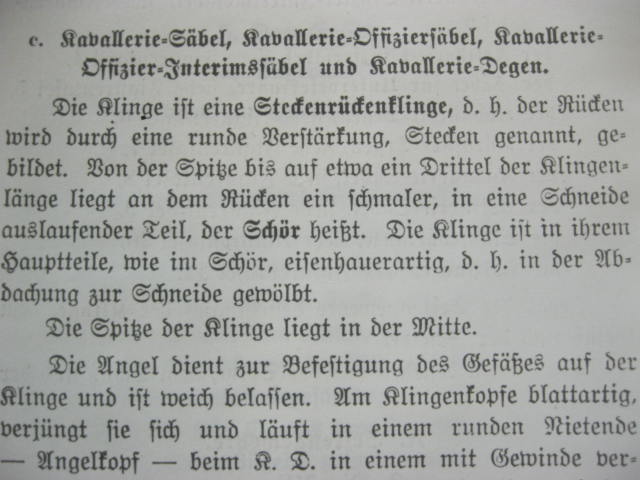 c. Kavallerie-Säbel, Kavallerie-Offiziersäbel, Kavallerie-
Offizier-Interimssäbel und Kavallerie-Degen.
Die Klinge ist eine Steckenrückenklinge, d. h. der Rücken
wird durch eine runde Verstärkung, Stecken genannt, ge-
bildet. Von der Spitze bis auf etwa ein Drittel der Klingen-
länge liegt an dem Rücken ein schmaler, in eine Schneide
auslaufender Teil, der Schör heißt. Die Klinge ist in ihrem
Hauptteile, wie im Schör, eisenhauerartig, d. h. in der Ab-
dachung zur Schneide gewölbt.
Die Spitze der Klinge liegt in der Mitte.
Die Angel dient zur Befestigung des Gefäßes auf der
Klinge und ist weich belassen. Am Klingenkopfe blattartig,
verjüngt sie sich und läuft in einem runden Nietende
— Angelkopf — beim K. D. in einem mit Gewinde ver-